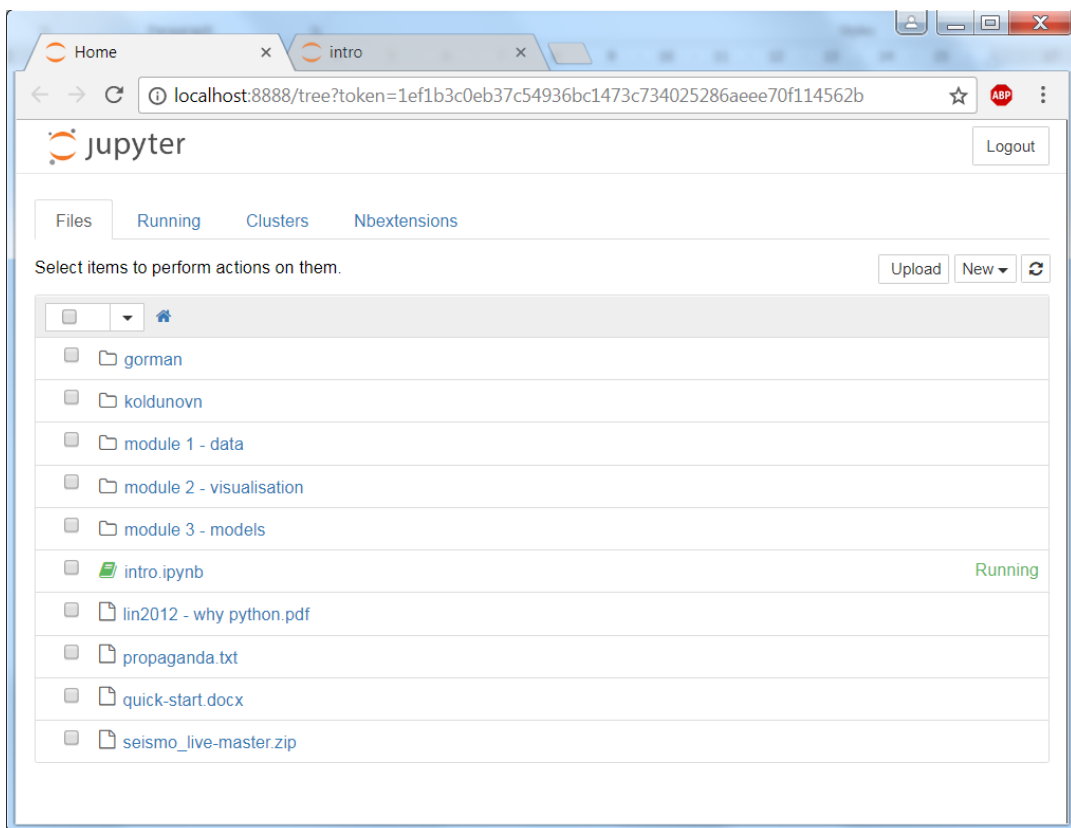 Home
intro
localhost:8888/tree?token=1ef1b3c0eb37c54936bc1473c734025286aeee70f114562b
ABP
jupyter
Logout
Files Running Clusters Nbextensions
Select items to perform actions on them.
Upload New
gorman
koldunovn
module 1 - data
module 2 - visualisation
module 3 - models
intro.ipynb Running
lin2012 - why python.pdf
propaganda.txt
quick-start.docx
seismo_live-master.zip